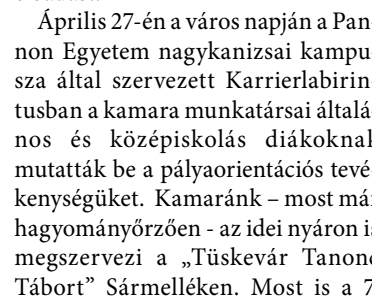 Április 27-én a város napján a Pan-
non Egyetem nagykanizsai kampu-
sza által szervezett Karrierlabirin-
tusban a kamara munkatársai általá-
nos és középiskolás diákoknak
mutatták be a pályaorientációs tevé-
kenységüket. Kamaránk – most már
hagyományőrzően - az idei nyáron is
megszervezi a „Tüskevár Tanonc
Tábort” Sármelléken. Most is a 7.